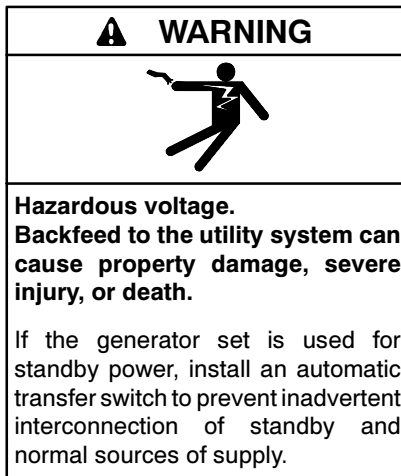 WARNING
Hazardous voltage.
Backfeed to the utility system can
cause property damage, severe
injury, or death.
If the generator set is used for
standby power, install an automatic
transfer switch to prevent inadvertent
interconnection of standby and
normal sources of supply.